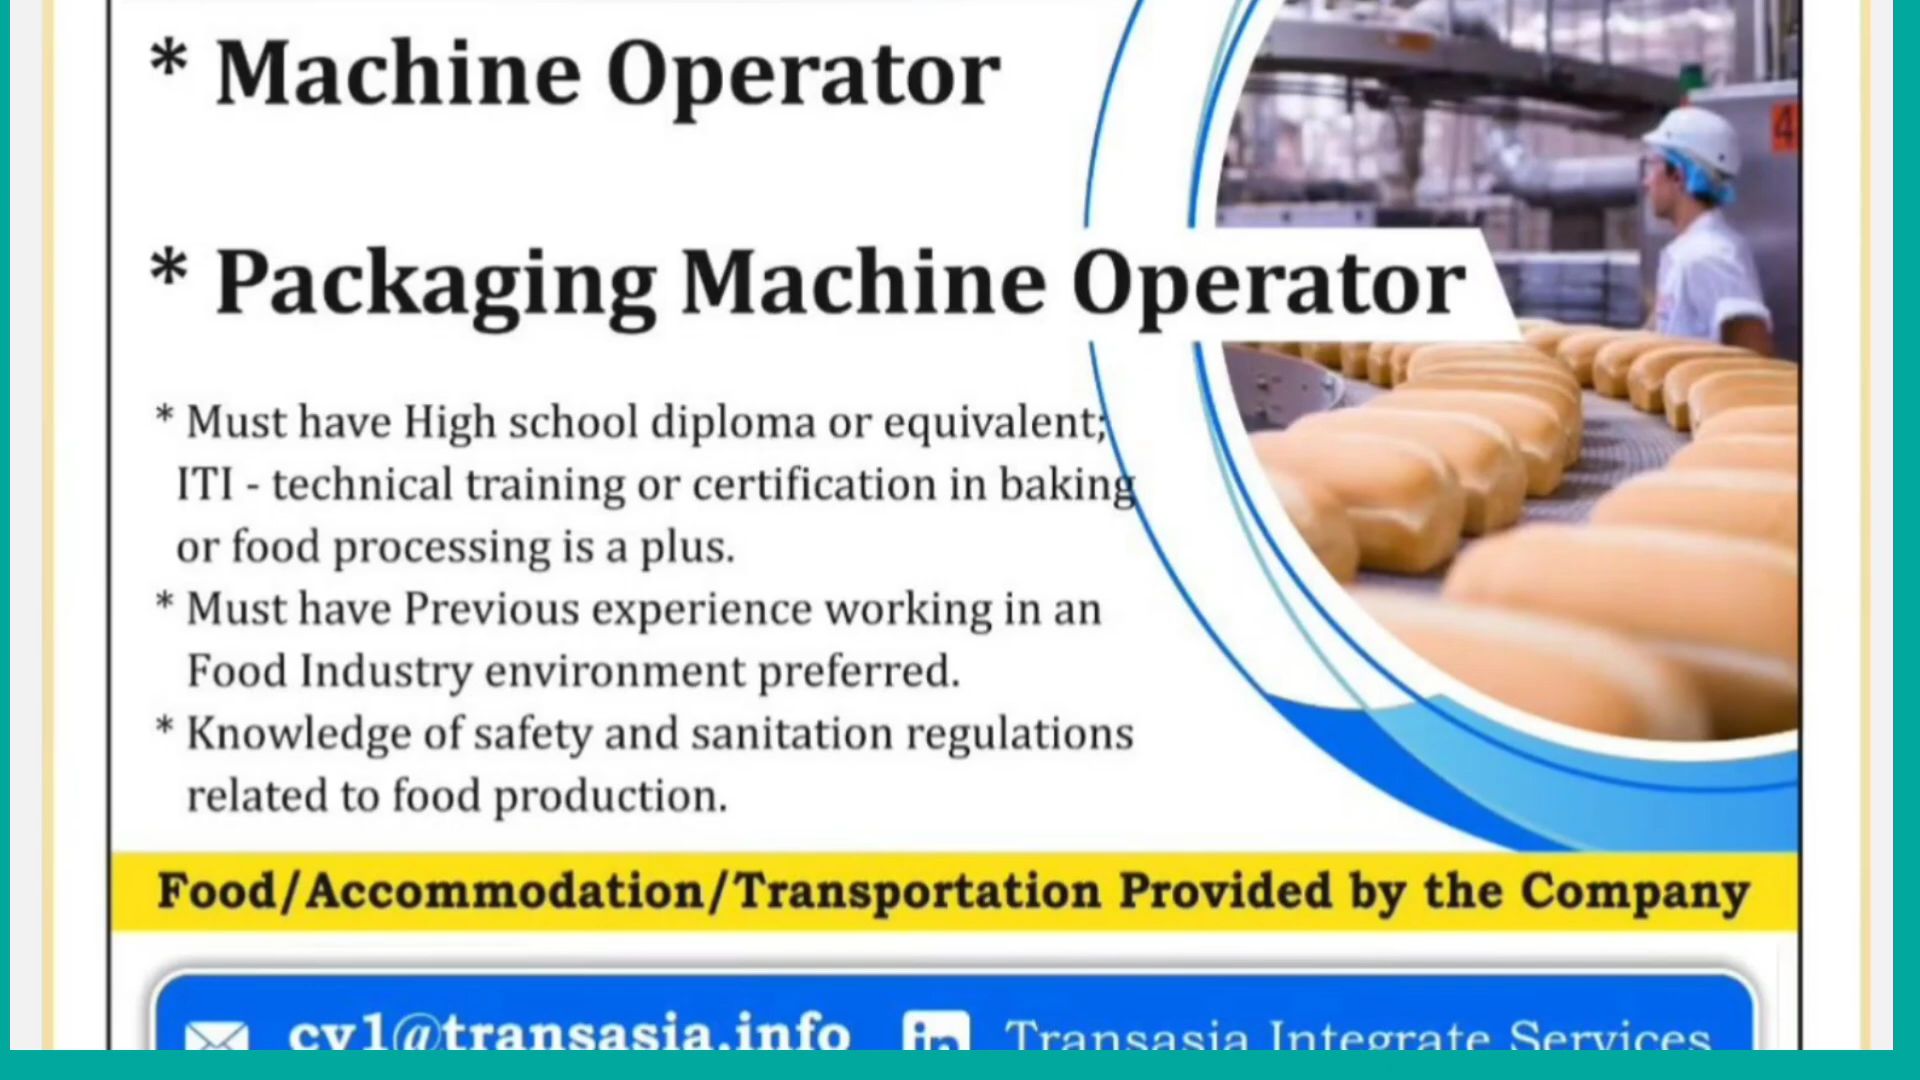 * Machine Operator
4
* Packaging Machine Operator
* Must have High school diploma or equivalent;
ITI - technical training or certification in baking
or food processing is a plus.
* Must have Previous experience working in an
Food Industry environment preferred.
* Knowledge of safety and sanitation regulations
related to food production.
Food/Accommodation/Transportation Provided by the Company
cv1@transasia.info
in Transasia Integrate Services